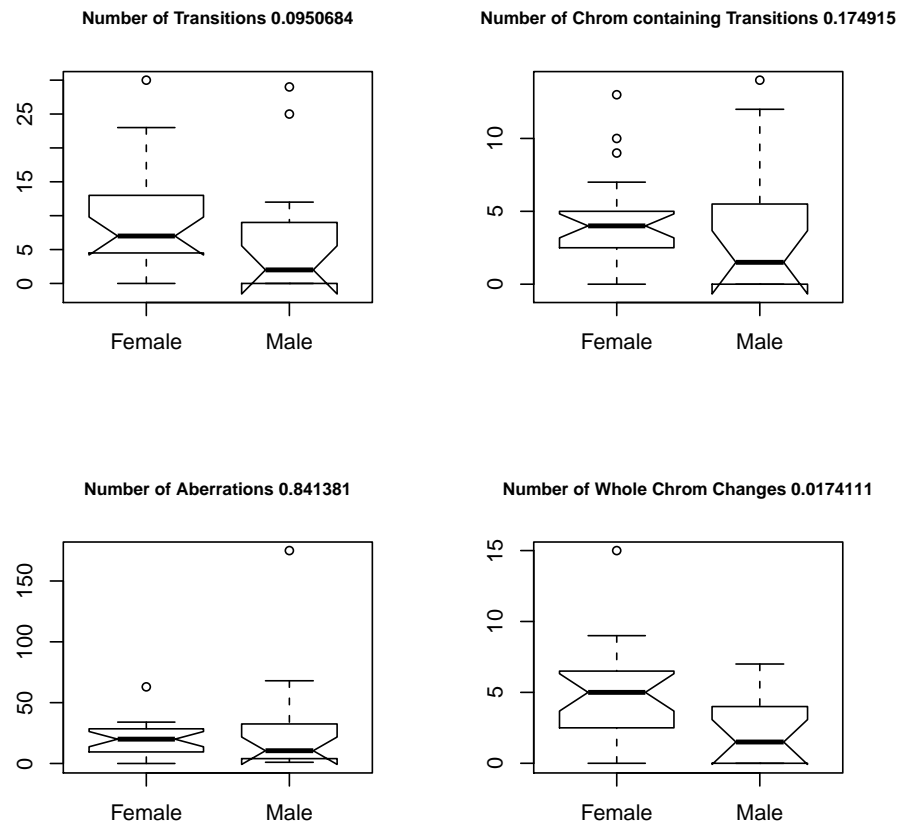 Number of Transitions 0.0950684
25
15
5
0
Female Male
Number of Chrom containing Transitions 0.174915
10
5
0
Female Male
Number of Aberrations 0.841381
150
100
50
0
Female Male
Number of Whole Chrom Changes 0.0174111
15
10
5
0
Female Male